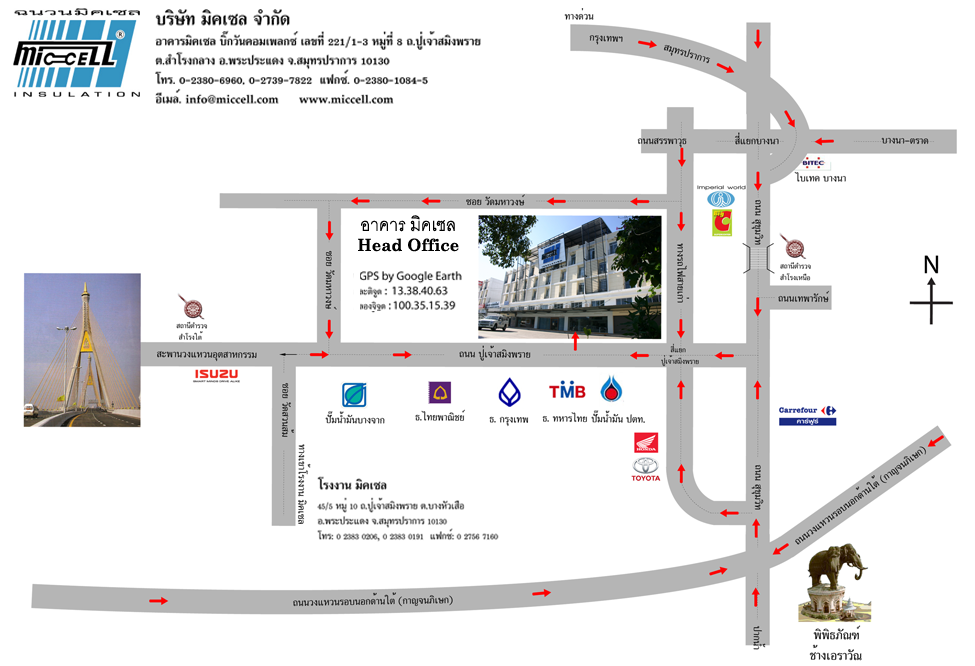 ฉนวนมิคเซล
บริษัท มิคเซล จำกัด
MIC-CELL ®
INSULATION
อาคารมิคเซล บิ๊กวันคอมเพลกซ์ เลขที่ 221/1-3 หมู่ที่ 8 ถ.ปู่เจ้าสมิงพราย
ต.สำโรงกลาง อ.พระประแดง จ.สมุทรปราการ 10130
โทร. 0-2380-6960, 0-2739-7822 แฟกซ์. 0-2380-1084-5
อีเมล์. info@miccell.com www.miccell.com
ทางด่วน
กรุงเทพฯ
สมุทรปราการ
ถนนสรรพาวุธ
สี่แยกบางนา
บางนา-ตราด
BITEC
ไบเทค บางนา
Imperial world
Big C
ซอย วัดมหาวงษ์
ถนน สุขุมวิท
อาคาร มิคเซล
Head Office
GPS by Google Earth
ละติจูด : 13.38.40.63
ลองจิจูด : 100.35.15.39
ซอย วัดมหาวงษ์
ทางรถไฟสายเก่า
สถานีตำรวจ
สำโรงเหนือ
ถนนเทพารักษ์
N
สถานีตำรวจ
สำโรงใต้
สะพานวงแหวนอุตสาหกรรม
ถนน ปู่เจ้าสมิงพราย
สี่แยก
ปู่เจ้าสมิงพราย
ISUZU
ปั๊มน้ำมันบางจาก
ธ.ไทยพาณิชย์
ธ. กรุงเทพ
TMB
ธ. ทหารไทย
ปั๊มน้ำมัน ปตท.
HONDA
TOYOTA
Carrefour
คาร์ฟูร์
ซอย วัดสวนส้ม
ทางเข้าโรงงาน มิคเซล
โรงงาน มิคเซล
45/5 หมู่ 10 ถ.ปู่เจ้าสมิงพราย ต.บางหัวเสือ
อ.พระประแดง จ.สมุทรปราการ 10130
โทร: 0 2383 0206, 0 2383 0191 แฟกซ์: 0 2756 7160
ถนน สุขุมวิท
ถนนวงแหวนรอบนอกด้านใต้ (กาญจนภิเษก)
ถนนวงแหวนรอบนอกด้านใต้ (กาญจนภิเษก)
ปากน้ำ
พิพิธภัณฑ์
ช้างเอราวัณ